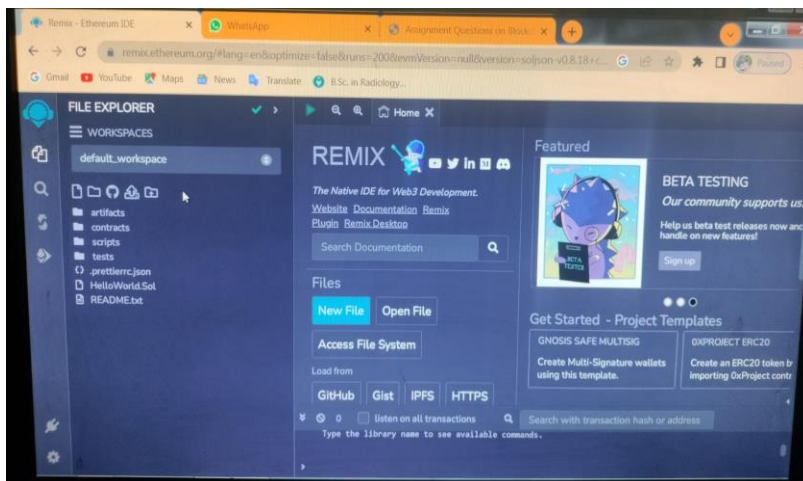 Remix - Ethereum IDE
WhatsApp
Assignment Questions on Block
remix.ethereum.org/#lang=en&optimize=false&runs=200&evmVersion=null&version=soljson-v0.8.18+c...
Paused
Gmail
YouTube
Maps
News
Translate
B.Sc. in Radiology...
FILE EXPLORER
WORKSPACES
default_workspace
artifacts
contracts
scripts
tests
.prettierrc.json
HelloWorld.Sol
README.txt
0
Home
REMIX
The Native IDE for Web3 Development.
Website Documentation Remix
Plugin Remix Desktop
Search Documentation
Files
New File
Open File
Access File System
Load from
GitHub
Gist
IPFS
HTTPS
Featured
BETA TESTER
BETA TESTING
Our community supports us.
Help us beta test releases now and
handle on new features!
Sign up
Get Started - Project Templates
GNOSIS SAFE MULTISIG
Create Multi-Signature wallets
using this template.
0XPROJECT ERC20
Create an ERC20 token by
importing 0xProject contr
listen on all transactions
Search with transaction hash or address
Type the library name to see available commands.
>